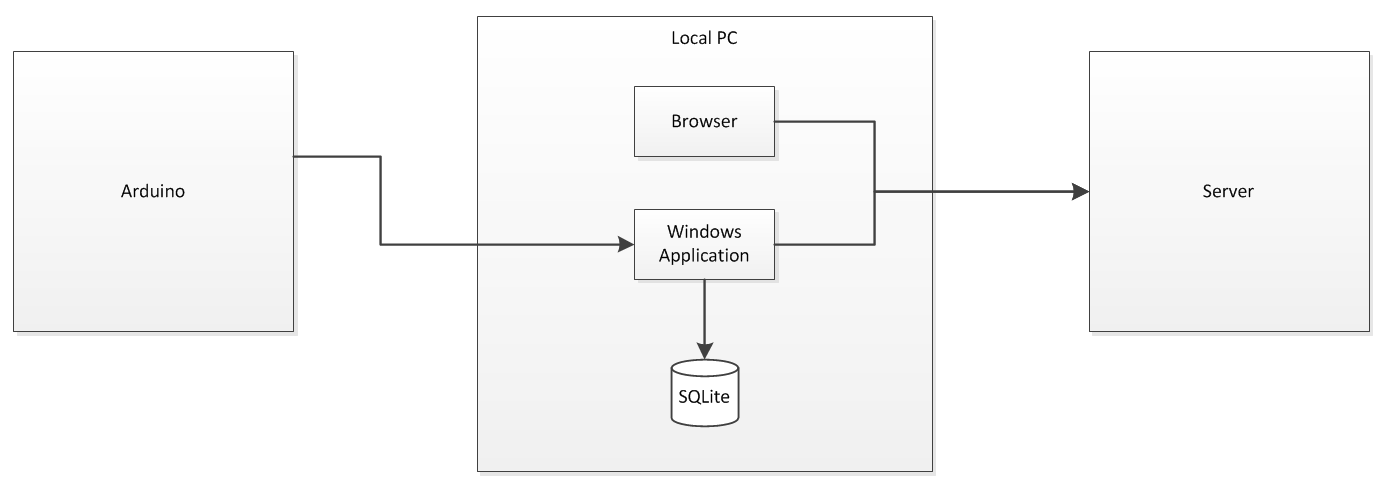 Local PC
Arduino
Browser
Windows
Application
SQLite
Server